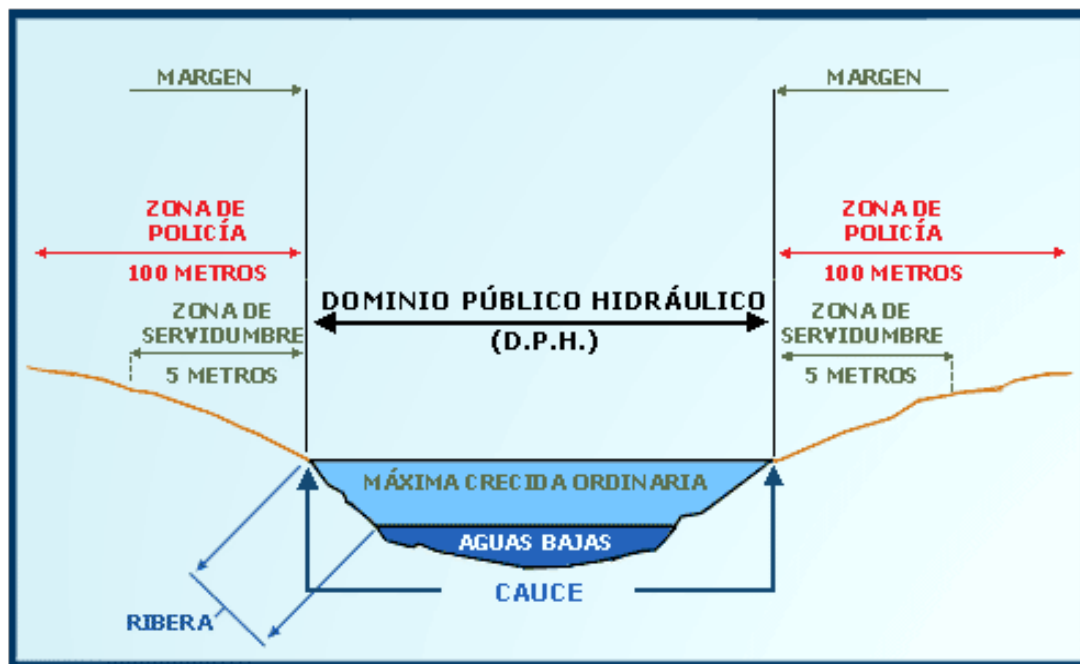 MARGEN
MARGEN
ZONA DE
POLICÍA
100 METROS
ZONA DE
POLICÍA
100 METROS
DOMINIO PÚBLICO HIDRÁULICO
(D.P.H.)
ZONA DE
SERVIDUMBRE
5 METROS
ZONA DE
SERVIDUMBRE
5 METROS
MÁXIMA CRECIDA ORDINARIA
AGUAS BAJAS
CAUCE
RIBERA